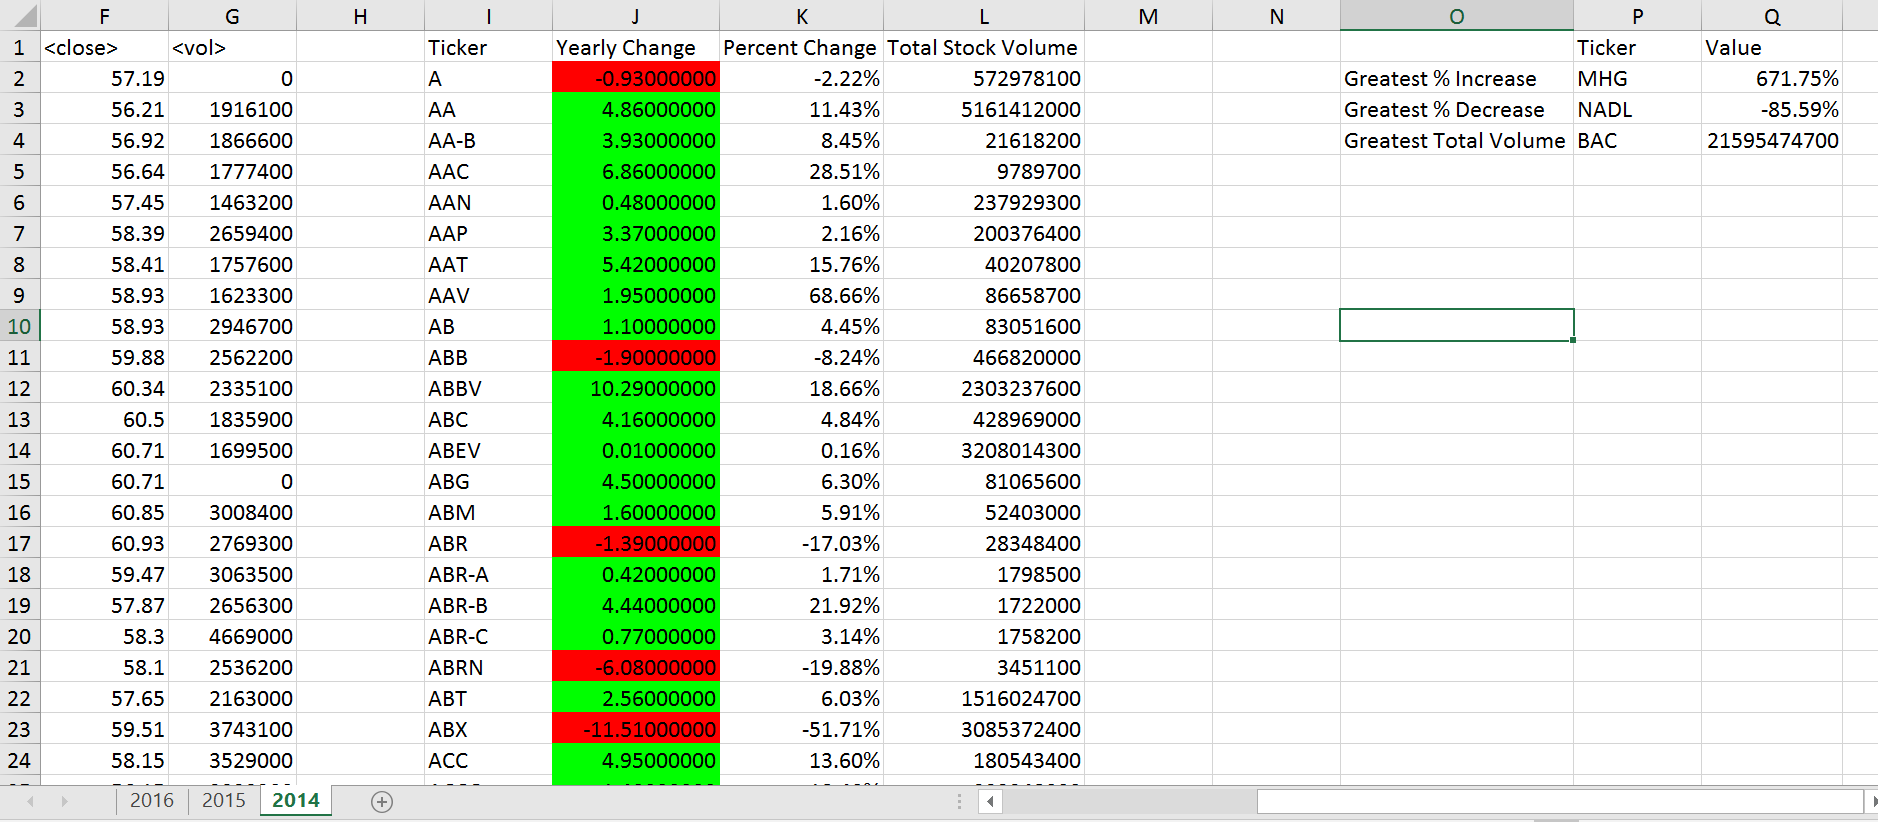 F G H I J K L M N O P Q
1 <close> <vol> Ticker Yearly Change Percent Change Total Stock Volume Ticker Value
2 57.19 0 A -0.93000000 -2.22% 572978100 Greatest % Increase MHG 671.75%
3 56.21 1916100 AA 4.86000000 11.43% 5161412000 Greatest % Decrease NADL -85.59%
4 56.92 1866600 AA-B 3.93000000 8.45% 21618200 Greatest Total Volume BAC 21595474700
5 56.64 1777400 AAC 6.86000000 28.51% 9789700
6 57.45 1463200 AAN 0.48000000 1.60% 237929300
7 58.39 2659400 AAP 3.37000000 2.16% 200376400
8 58.41 1757600 AAT 5.42000000 15.76% 40207800
9 58.93 1623300 AAV 1.95000000 68.66% 86658700
10 58.93 2946700 AB 1.10000000 4.45% 83051600
11 59.88 2562200 ABB -1.90000000 -8.24% 466820000
12 60.34 2335100 ABBV 10.29000000 18.66% 2303237600
13 60.5 1835900 ABC 4.16000000 4.84% 428969000
14 60.71 1699500 ABEV 0.01000000 0.16% 3208014300
15 60.71 0 ABG 4.50000000 6.30% 81065600
16 60.85 3008400 ABM 1.60000000 5.91% 52403000
17 60.93 2769300 ABR -1.39000000 -17.03% 28348400
18 59.47 3063500 ABR-A 0.42000000 1.71% 1798500
19 57.87 2656300 ABR-B 4.44000000 21.92% 1722000
20 58.3 4669000 ABR-C 0.77000000 3.14% 1758200
21 58.1 2536200 ABRN -6.08000000 -19.88% 3451100
22 57.65 2163000 ABT 2.56000000 6.03% 1516024700
23 59.51 3743100 ABX -11.51000000 -51.71% 3085372400
24 58.15 3529000 ACC 4.95000000 13.60% 180543400
2016 2015 2014